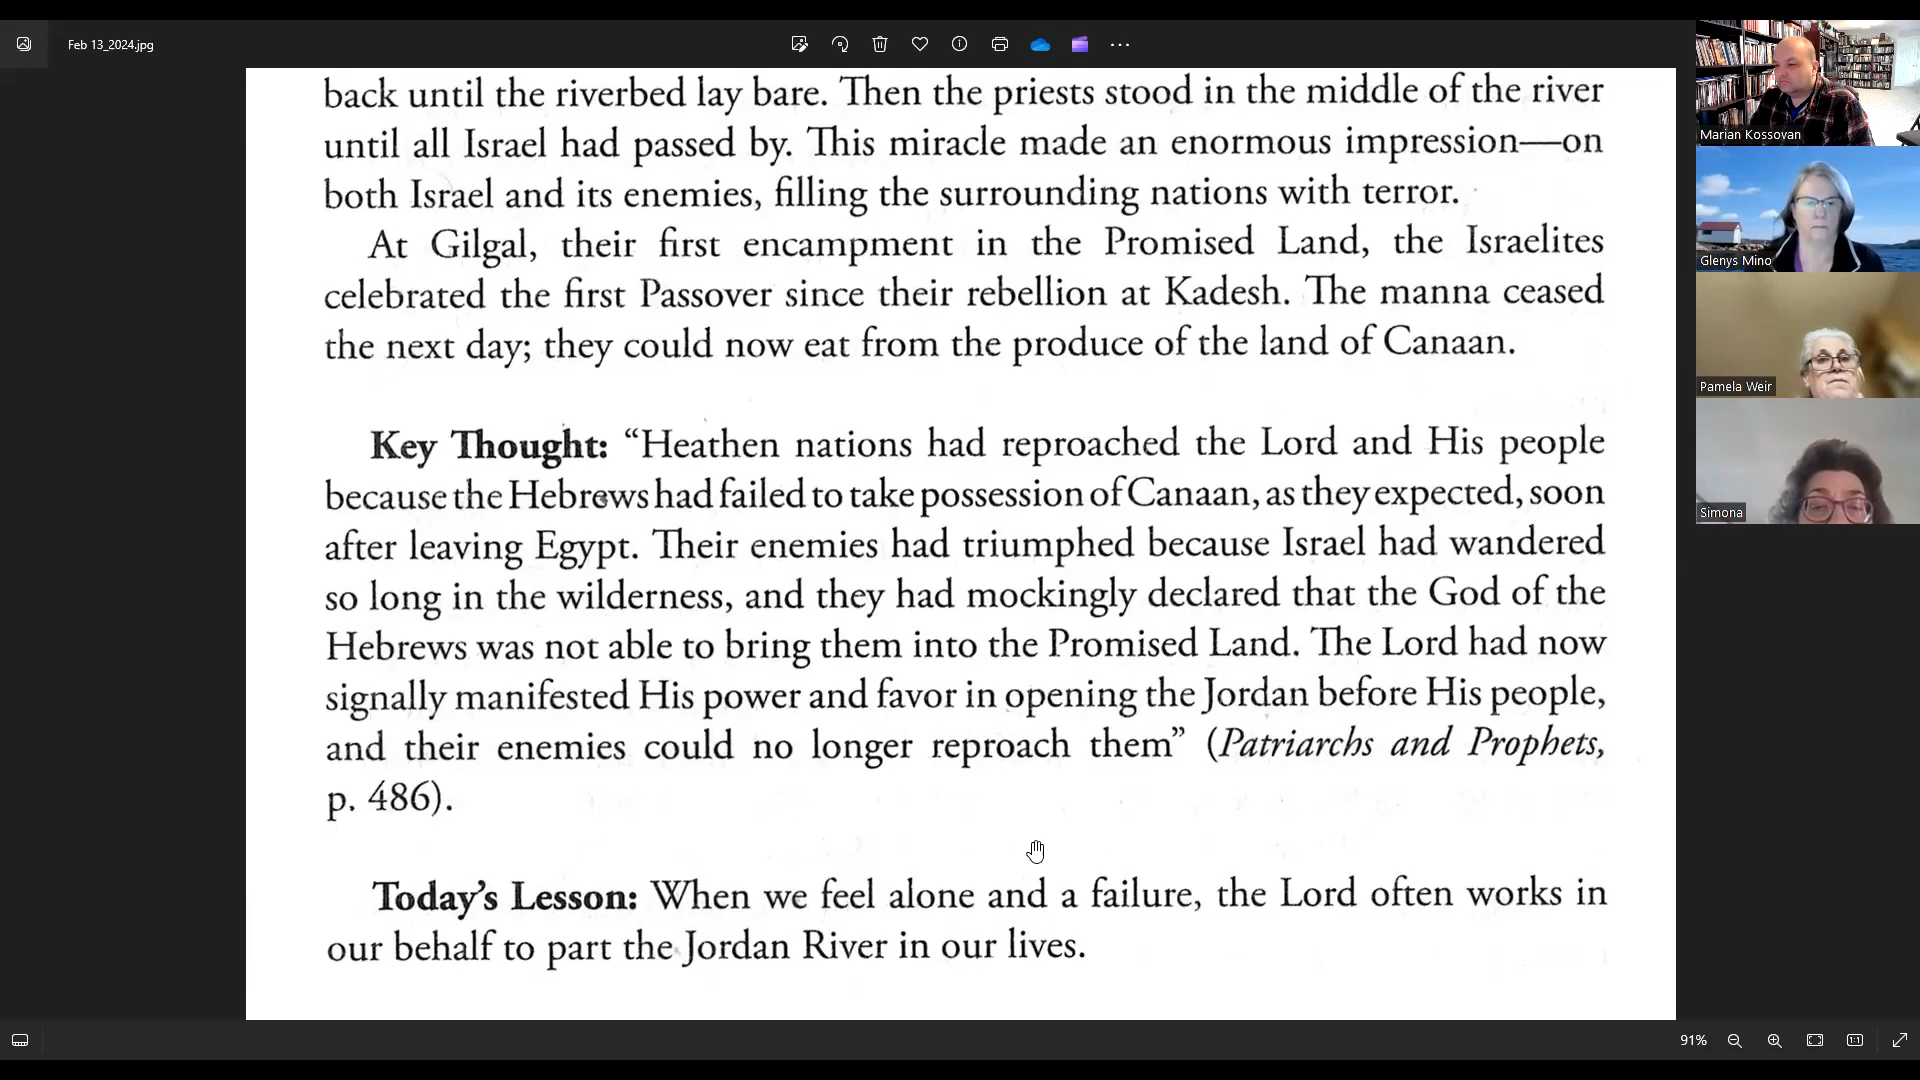 Feb 13_2024.jpg
back until the riverbed lay bare. Then the priests stood in the middle of the river
until all Israel had passed by. This miracle made an enormous impression—on
both Israel and its enemies, filling the surrounding nations with terror.
At Gilgal, their first encampment in the Promised Land, the Israelites
celebrated the first Passover since their rebellion at Kadesh. The manna ceased
the next day; they could now eat from the produce of the land of Canaan.
Key Thought: “Heathen nations had reproached the Lord and His people
because the Hebrews had failed to take possession of Canaan, as they expected, soon
after leaving Egypt. Their enemies had triumphed because Israel had wandered
so long in the wilderness, and they had mockingly declared that the God of the
Hebrews was not able to bring them into the Promised Land. The Lord had now
signally manifested His power and favor in opening the Jordan before His people,
and their enemies could no longer reproach them” (Patriarchs and Prophets,
p. 486).
Today’s Lesson: When we feel alone and a failure, the Lord often works in
our behalf to part the Jordan River in our lives.
Marian Kossovan
Glenys Mino
Pamela Weir
Simona
91%
1:1